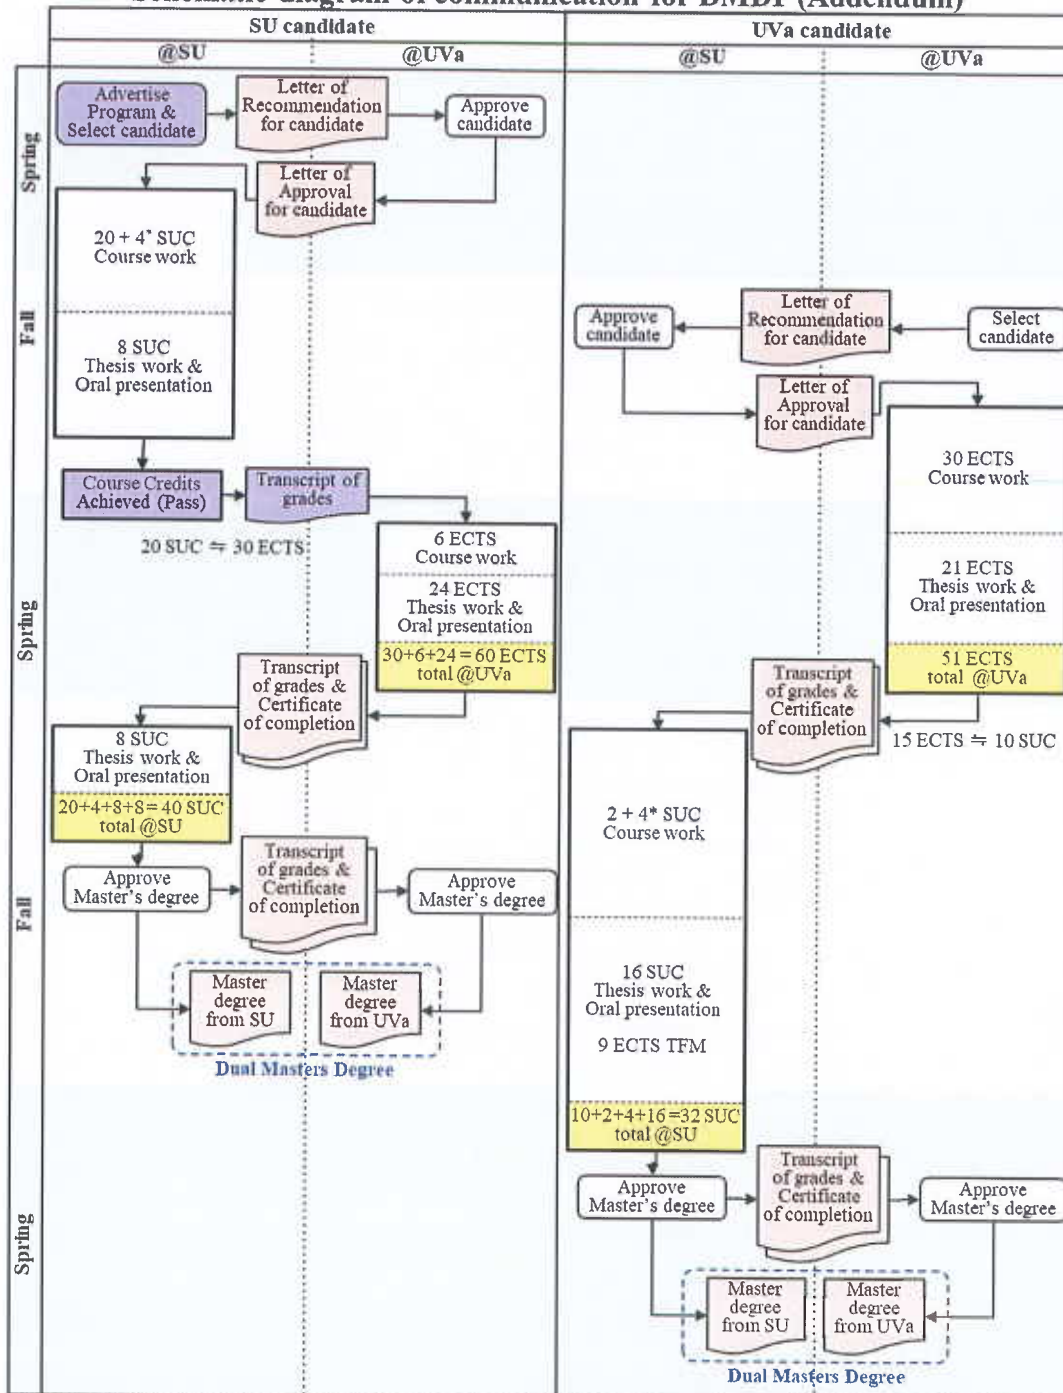 Schematic diagram of communication for DMDP (Addendum)
SU candidate
UVa candidate
@SU
@UVa
@SU
@UVa
Spring
Fall
Spring
Fall
Spring
Advertise
Program &
Select candidate
Letter of
Recommendation
for candidate
Approve
candidate
Letter of
Approval
for candidate
20 + 4* SUC
Course work
8 SUC
Thesis work &
Oral presentation
Course Credits
Achieved (Pass)
Transcript of
grades
20 SUC ≒ 30 ECTS
6 ECTS
Course work
24 ECTS
Thesis work &
Oral presentation
30+6+24 = 60 ECTS
total @UVa
Transcript
of grades &
Certificate
of completion
8 SUC
Thesis work &
Oral presentation
20+4+8+8= 40 SUC
total @SU
Approve
Master's degree
Transcript
of grades &
Certificate
of completion
Approve
Master's degree
Master
degree
from SU
Master
degree
from UVa
Dual Masters Degree
Approve
candidate
Letter of
Recommendation
for candidate
Select
candidate
Letter of
Approval
for candidate
30 ECTS
Course work
21 ECTS
Thesis work &
Oral presentation
51 ECTS
total @UVa
Transcript
of grades &
Certificate
of completion
15 ECTS ≒ 10 SUC
2 + 4* SUC
Course work
16 SUC
Thesis work &
Oral presentation
9 ECTS TFM
10+2+4+16=32 SUC
total @SU
Approve
Master's degree
Transcript
of grades &
Certificate
of completion
Approve
Master's degree
Master
degree
from SU
Master
degree
from UVa
Dual Masters Degree